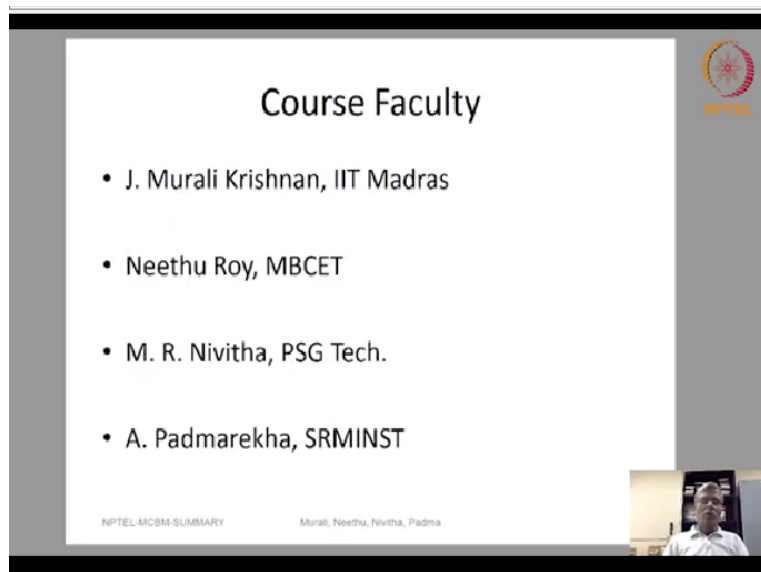 Course Faculty
• J. Murali Krishnan, IIT Madras
• Neethu Roy, MBCET
• M. R. Nivitha, PSG Tech.
• A. Padmarekha, SRMINST
NPTEL-MCBM-SUMMARY Murali, Neethu, Nivitha, Padma
NPTEL